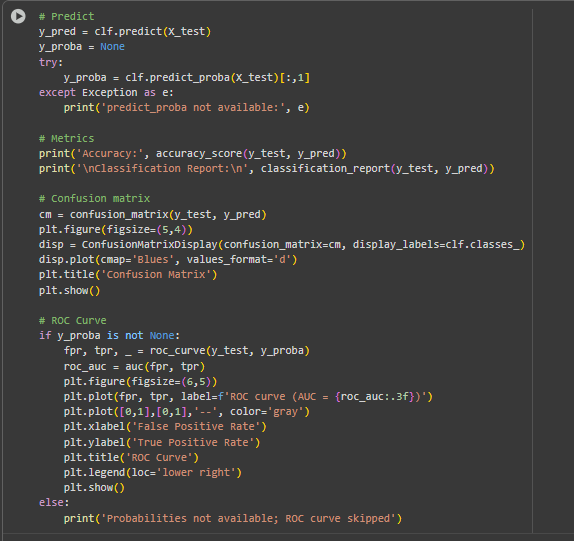 # Predict
y_pred = clf.predict(X_test)
y_proba = None
try:
    y_proba = clf.predict_proba(X_test)[:,1]
except Exception as e:
    print('predict_proba not available:', e)

# Metrics
print('Accuracy:', accuracy_score(y_test, y_pred))
print('\nClassification Report:\n', classification_report(y_test, y_pred))

# Confusion matrix
cm = confusion_matrix(y_test, y_pred)
plt.figure(figsize=(5,4))
disp = ConfusionMatrixDisplay(confusion_matrix=cm, display_labels=clf.classes_)
disp.plot(cmap='Blues', values_format='d')
plt.title('Confusion Matrix')
plt.show()

# ROC Curve
if y_proba is not None:
    fpr, tpr, _ = roc_curve(y_test, y_proba)
    roc_auc = auc(fpr, tpr)
    plt.figure(figsize=(6,5))
    plt.plot(fpr, tpr, label=f'ROC curve (AUC = {roc_auc:.3f})')
    plt.plot([0,1],[0,1],'--', color='gray')
    plt.xlabel('False Positive Rate')
    plt.ylabel('True Positive Rate')
    plt.title('ROC Curve')
    plt.legend(loc='lower right')
    plt.show()
else:
    print('Probabilities not available; ROC curve skipped')